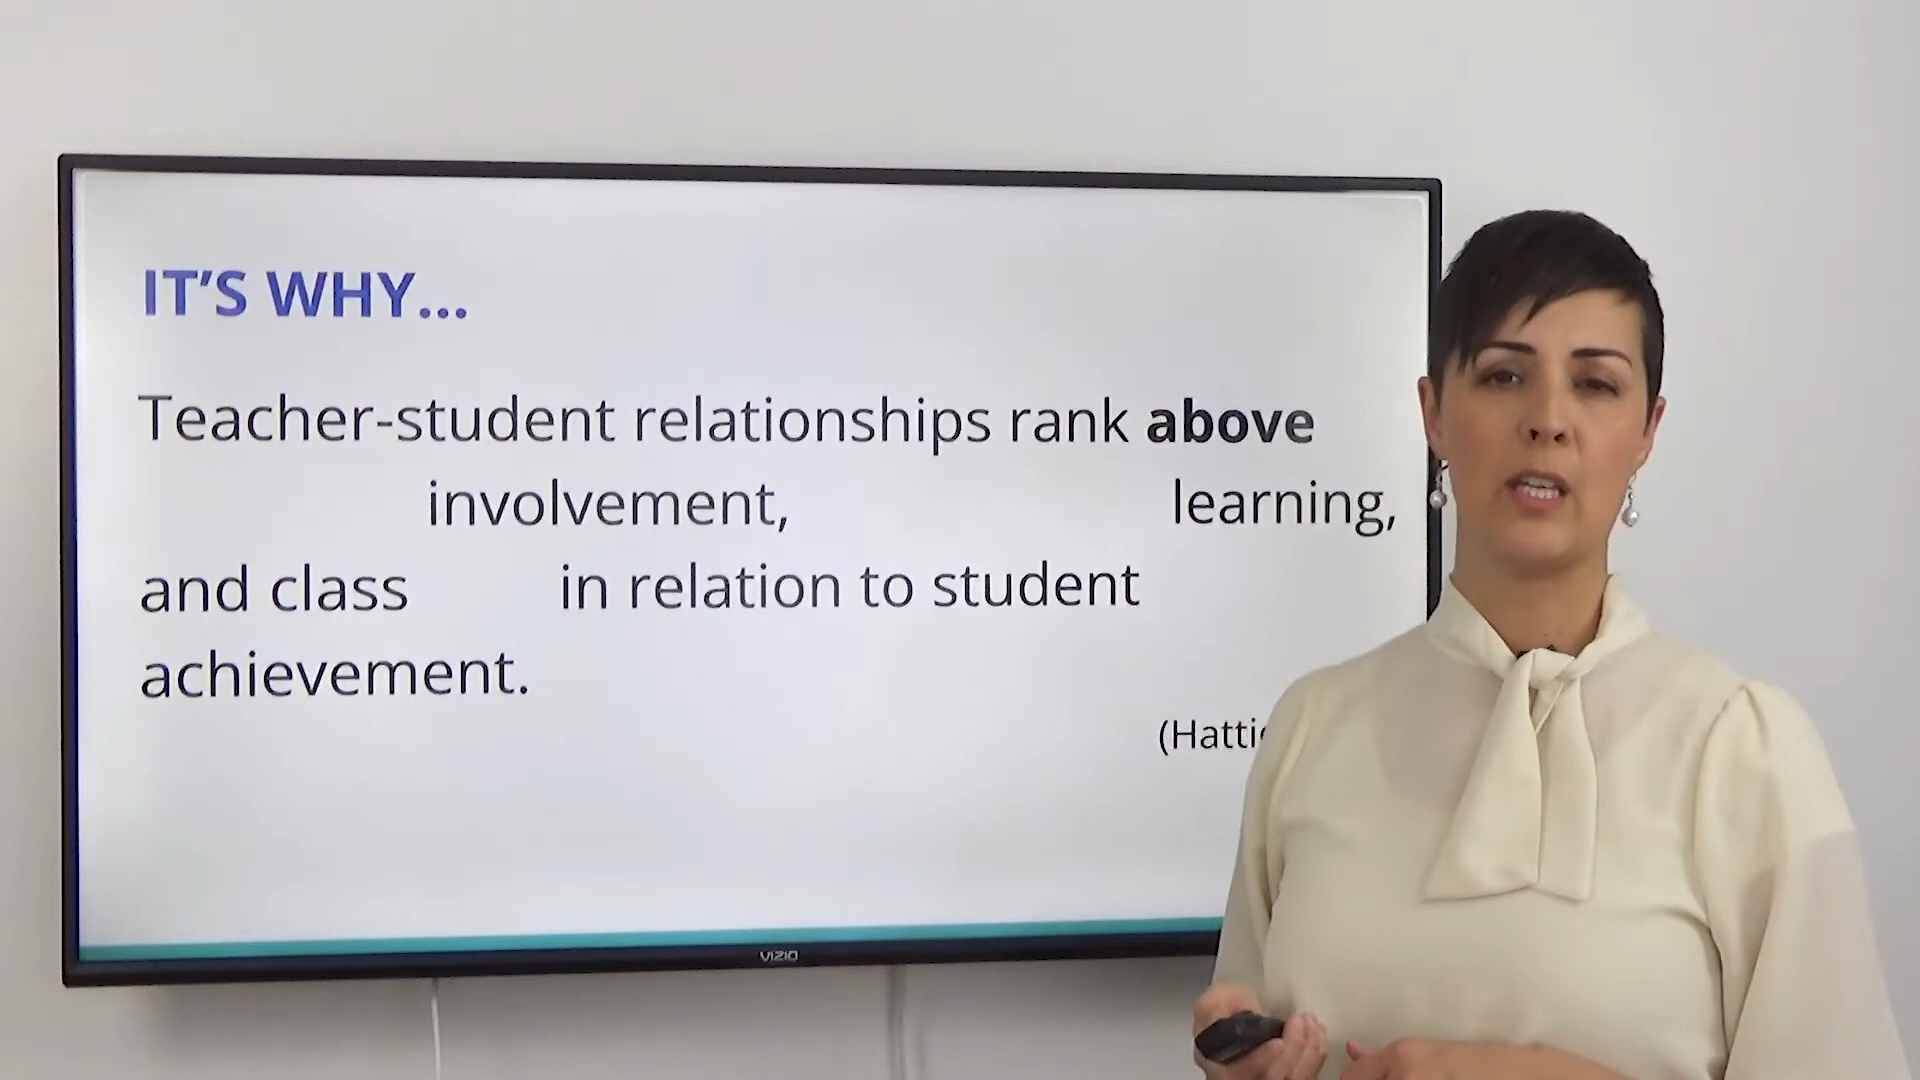 IT’S WHY...
Teacher-student relationships rank above
involvement, learning,
and class in relation to student
achievement.
(Hattie
VIZIO